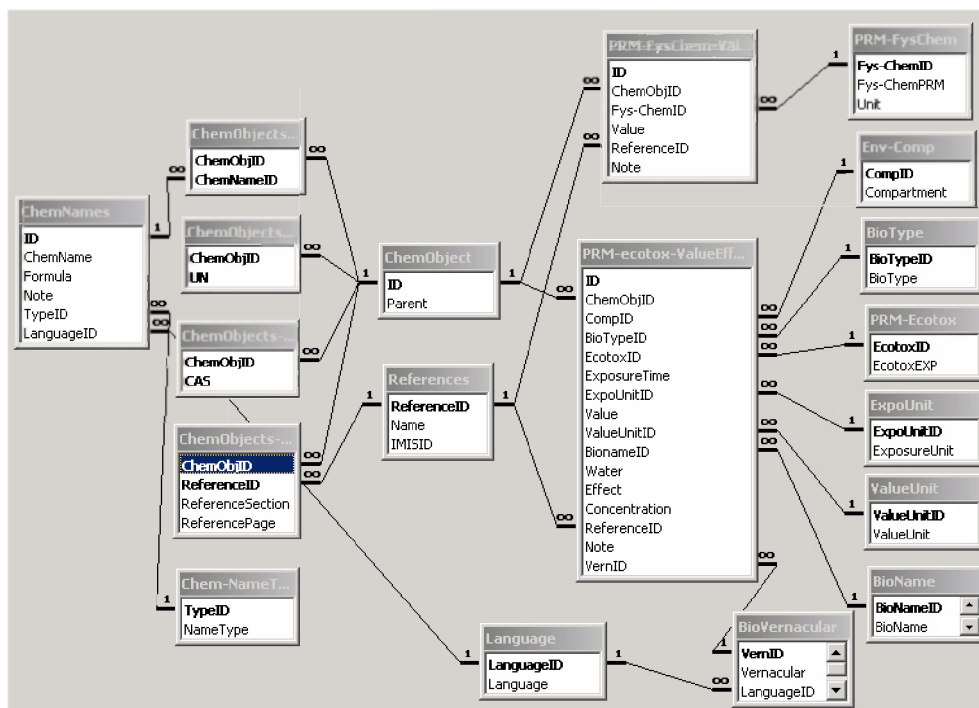 ChemNames
ID
ChemName
Formula
Note
TypeID
LanguageID
ChemObjects...
ChemObjID
ChemNameID
ChemObjects...
ChemObjID
UN
ChemObjects-...
ChemObjID
CAS
ChemObjects-...
ChemObjID
ReferenceID
ReferenceSection
ReferencePage
Chem-NameT...
TypeID
NameType
ChemObject
ID
Parent
References
ReferenceID
Name
IMISID
Language
LanguageID
Language
PRM-FysChem-Val...
ID
ChemObjID
Fys-ChemID
Value
ReferenceID
Note
PRM-ecotox-ValueEff...
ID
ChemObjID
CompID
BioTypeID
EcotoxID
ExposureTime
ExpoUnitID
Value
ValueUnitID
BionameID
Water
Effect
Concentration
ReferenceID
Note
VernID
BioVernacular
VernID
Vernacular
LanguageID
PRM-FysChem
Fys-ChemID
Fys-ChemPRM
Unit
Env-Comp
CompID
Compartment
BioType
BioTypeID
BioType
PRM-Ecotox
EcotoxID
EcotoxEXP
ExpoUnit
ExpoUnitID
ExposureUnit
ValueUnit
ValueUnitID
ValueUnit
BioName
BioNameID
BioName